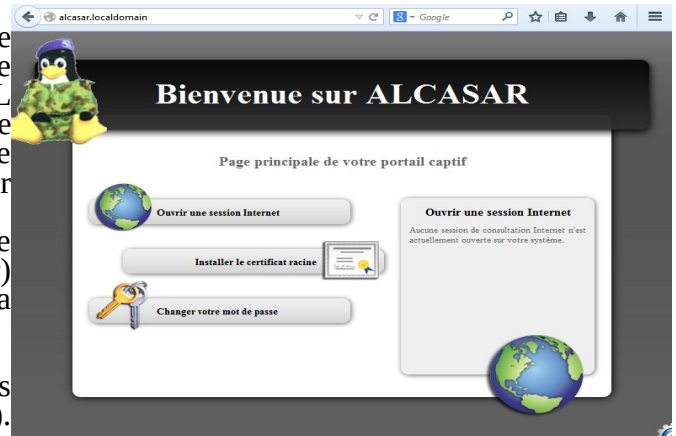 alcasar.localdomain
Google
Bienvenue sur ALCASAR
Page principale de votre portail captif
Ouvrir une session Internet
Installer le certificat racine
Changer votre mot de passe
Ouvrir une session Internet
Aucune session de consultation Internet n'est
actuellement ouverte sur votre système.